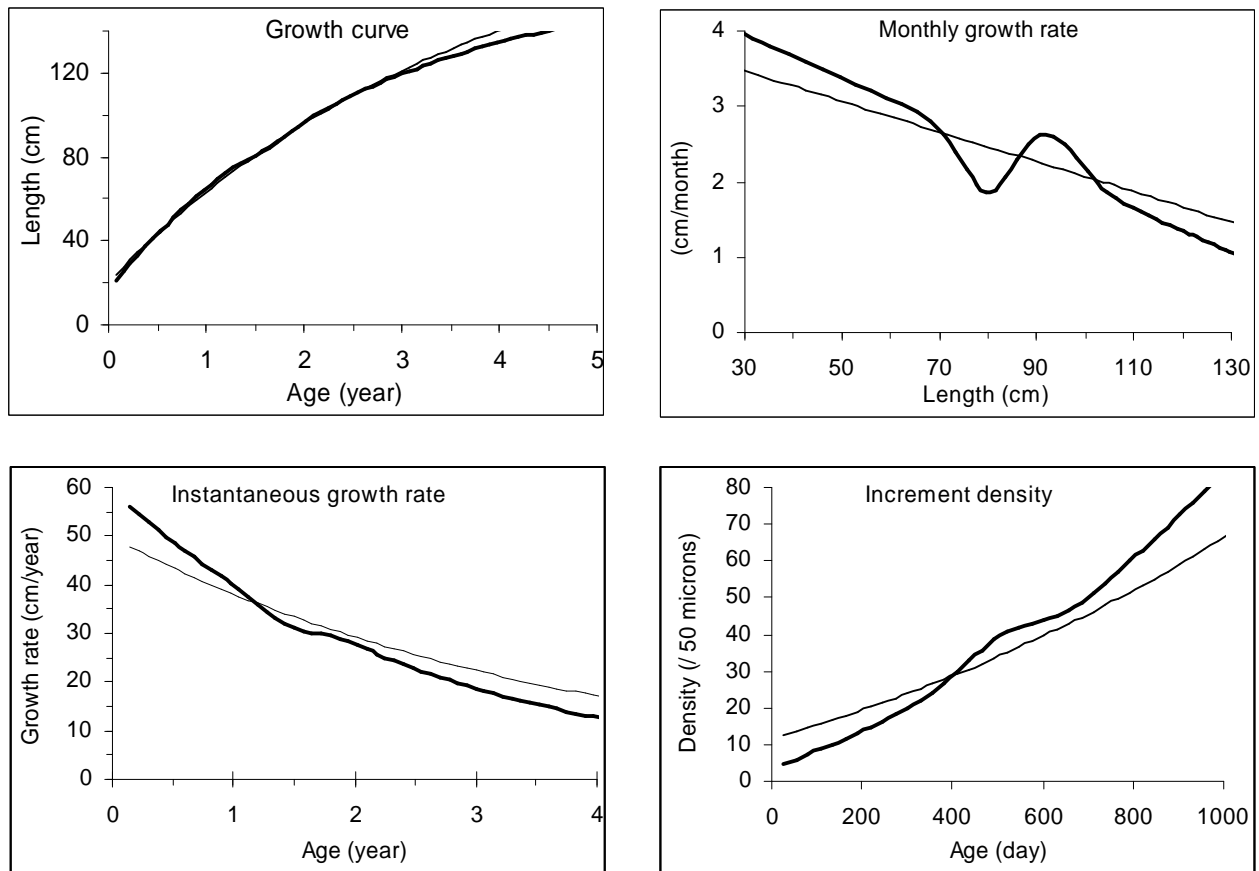 Growth curve
Length (cm)
120
80
40
0
0 1 2 3 4 5
Age (year)
Monthly growth rate
(cm/month)
4
3
2
1
0
30 50 70 90 110 130
Length (cm)
Instantaneous growth rate
Growth rate (cm/year)
60
50
40
30
20
10
0
0 1 2 3 4
Age (year)
Increment density
Density (/ 50 microns)
80
70
60
50
40
30
20
10
0
0 200 400 600 800 1000
Age (day)